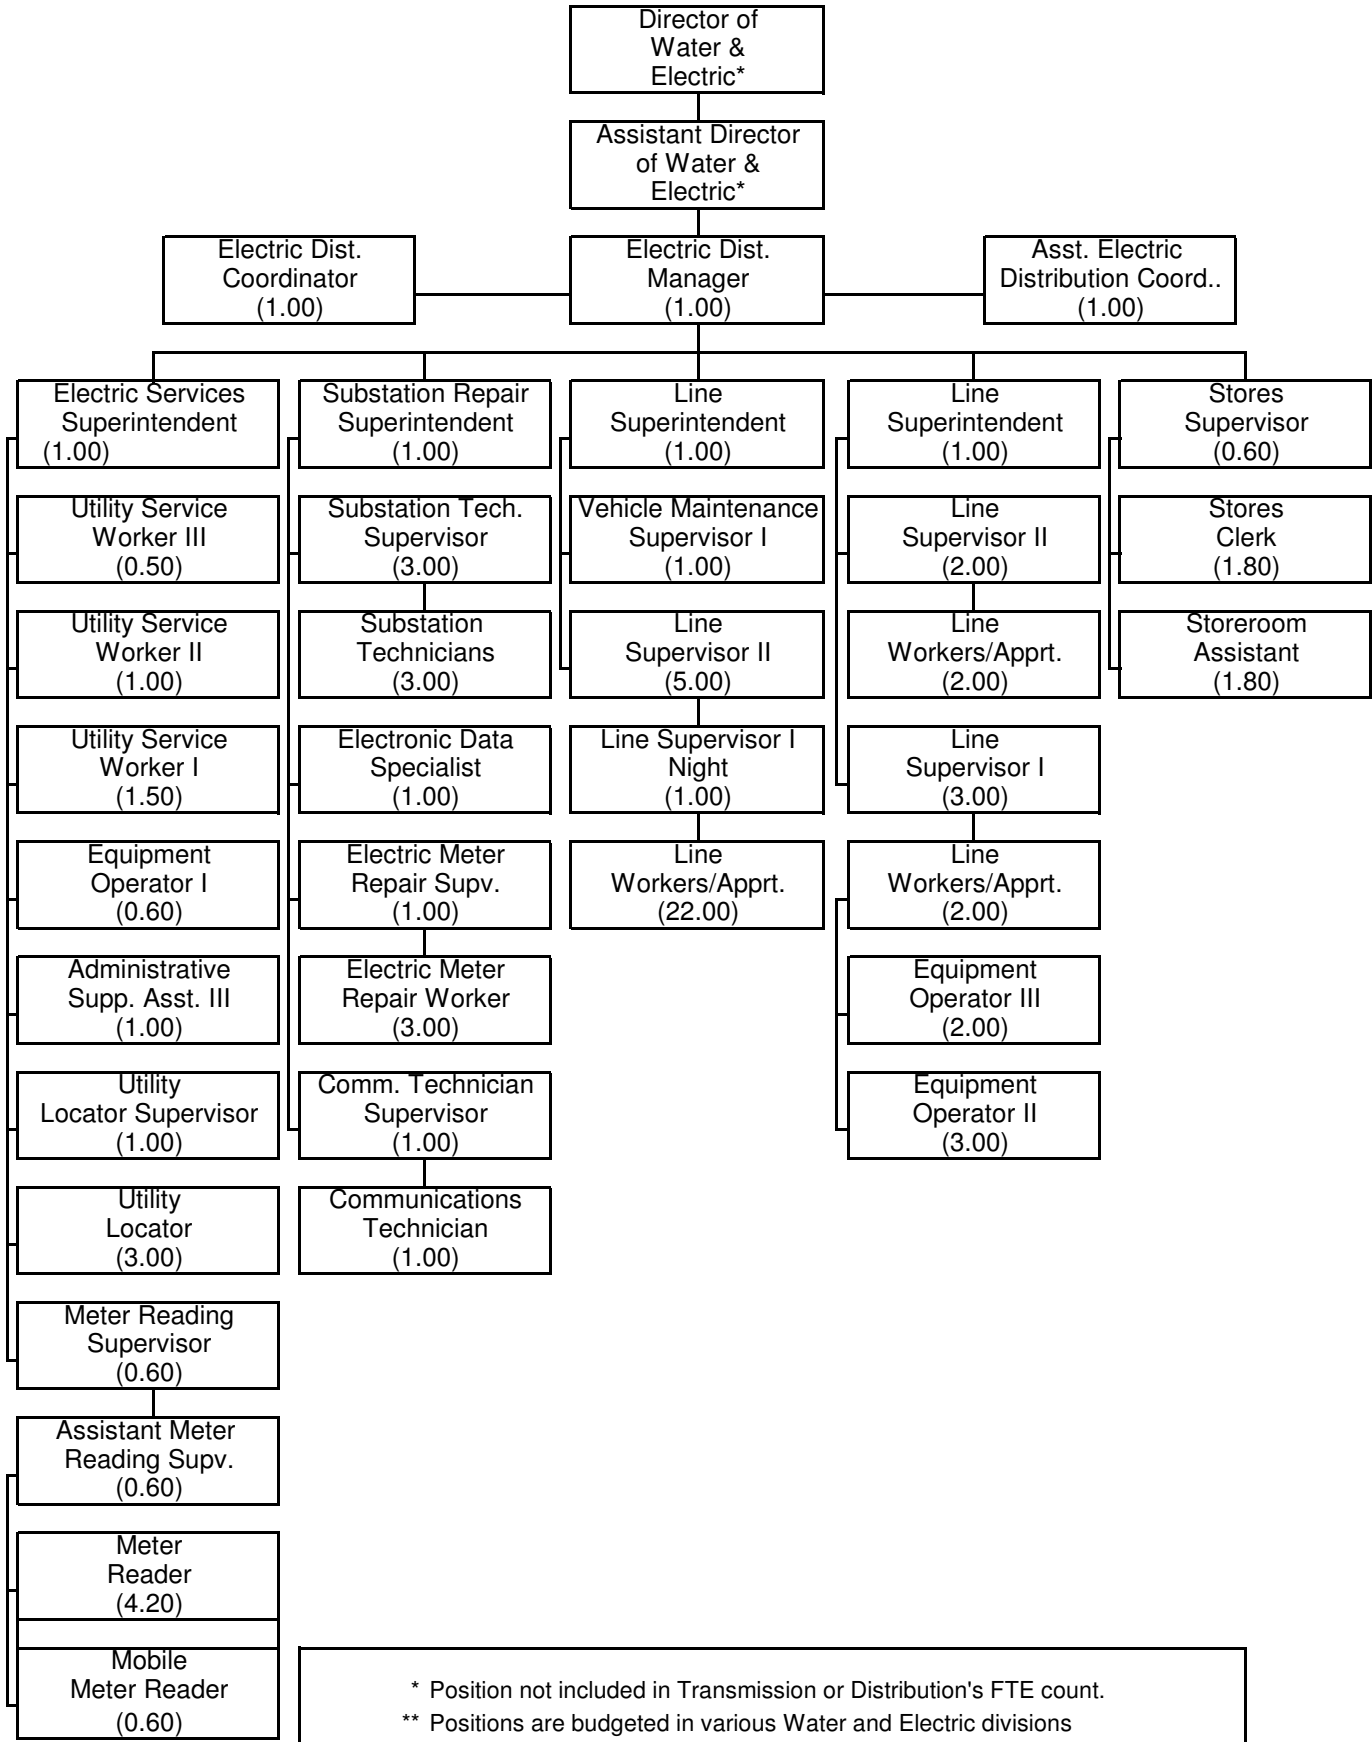 Director of
Water &
Electric*
Assistant Director
of Water &
Electric*
Electric Dist.
Coordinator
(1.00)
Electric Dist.
Manager
(1.00)
Asst. Electric
Distribution Coord..
(1.00)
Electric Services
Superintendent
(1.00)
Utility Service
Worker III
(0.50)
Utility Service
Worker II
(1.00)
Utility Service
Worker I
(1.50)
Equipment
Operator I
(0.60)
Administrative
Supp. Asst. III
(1.00)
Utility
Locator Supervisor
(1.00)
Utility
Locator
(3.00)
Meter Reading
Supervisor
(0.60)
Assistant Meter
Reading Supv.
(0.60)
Meter
Reader
(4.20)
Mobile
Meter Reader
(0.60)
Substation Repair
Superintendent
(1.00)
Substation Tech.
Supervisor
(3.00)
Substation
Technicians
(3.00)
Electronic Data
Specialist
(1.00)
Electric Meter
Repair Supv.
(1.00)
Electric Meter
Repair Worker
(3.00)
Comm. Technician
Supervisor
(1.00)
Communications
Technician
(1.00)
Line
Superintendent
(1.00)
Vehicle Maintenance
Supervisor I
(1.00)
Line
Supervisor II
(5.00)
Line Supervisor I
Night
(1.00)
Line
Workers/Apprt.
(22.00)
Line
Superintendent
(1.00)
Line
Supervisor II
(2.00)
Line
Workers/Apprt.
(2.00)
Line
Supervisor I
(3.00)
Line
Workers/Apprt.
(2.00)
Equipment
Operator III
(2.00)
Equipment
Operator II
(3.00)
Stores
Supervisor
(0.60)
Stores
Clerk
(1.80)
Storeroom
Assistant
(1.80)
* Position not included in Transmission or Distribution's FTE count.
** Positions are budgeted in various Water and Electric divisions